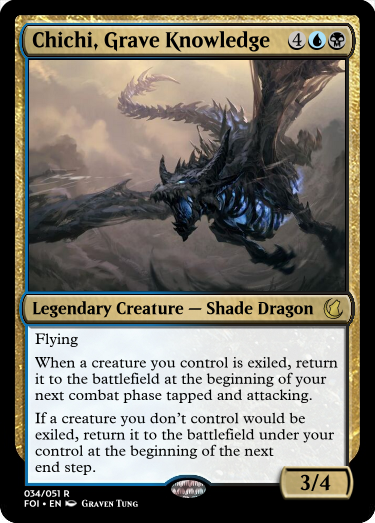 Chichi, Grave Knowledge 4
Legendary Creature — Shade Dragon
Flying
When a creature you control is exiled, return
it to the battlefield at the beginning of your
next combat phase tapped and attacking.
If a creature you don't control would be
exiled, return it to the battlefield under your
control at the beginning of the next
end step.
3/4
034/051 R
FOI • EN Graven Tung